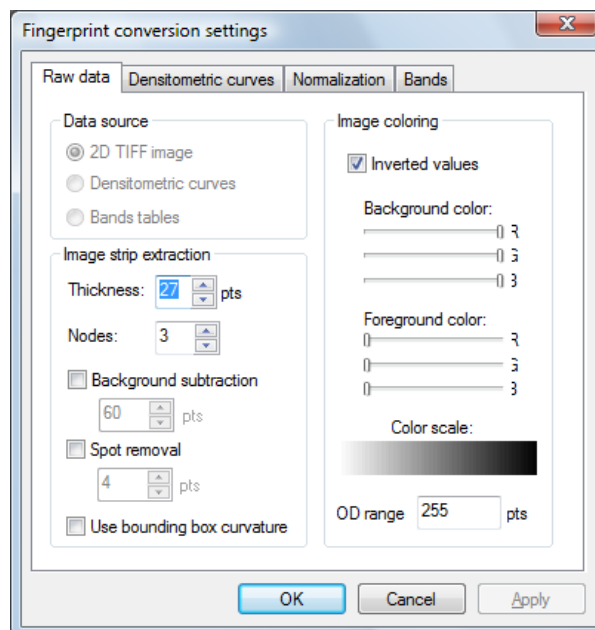 Fingerprint conversion settings
Raw data Densitometric curves Normalization Bands
Data source
2D TIFF image
Densitometric curves
Bands tables
Image strip extraction
Thickness: 27 pts
Nodes: 3
Background subtraction
60 pts
Spot removal
4 pts
Use bounding box curvature
Image coloring
Inverted values
Background color:
R
G
B
Foreground color:
R
G
B
Color scale:
OD range 255 pts
OK Cancel Apply